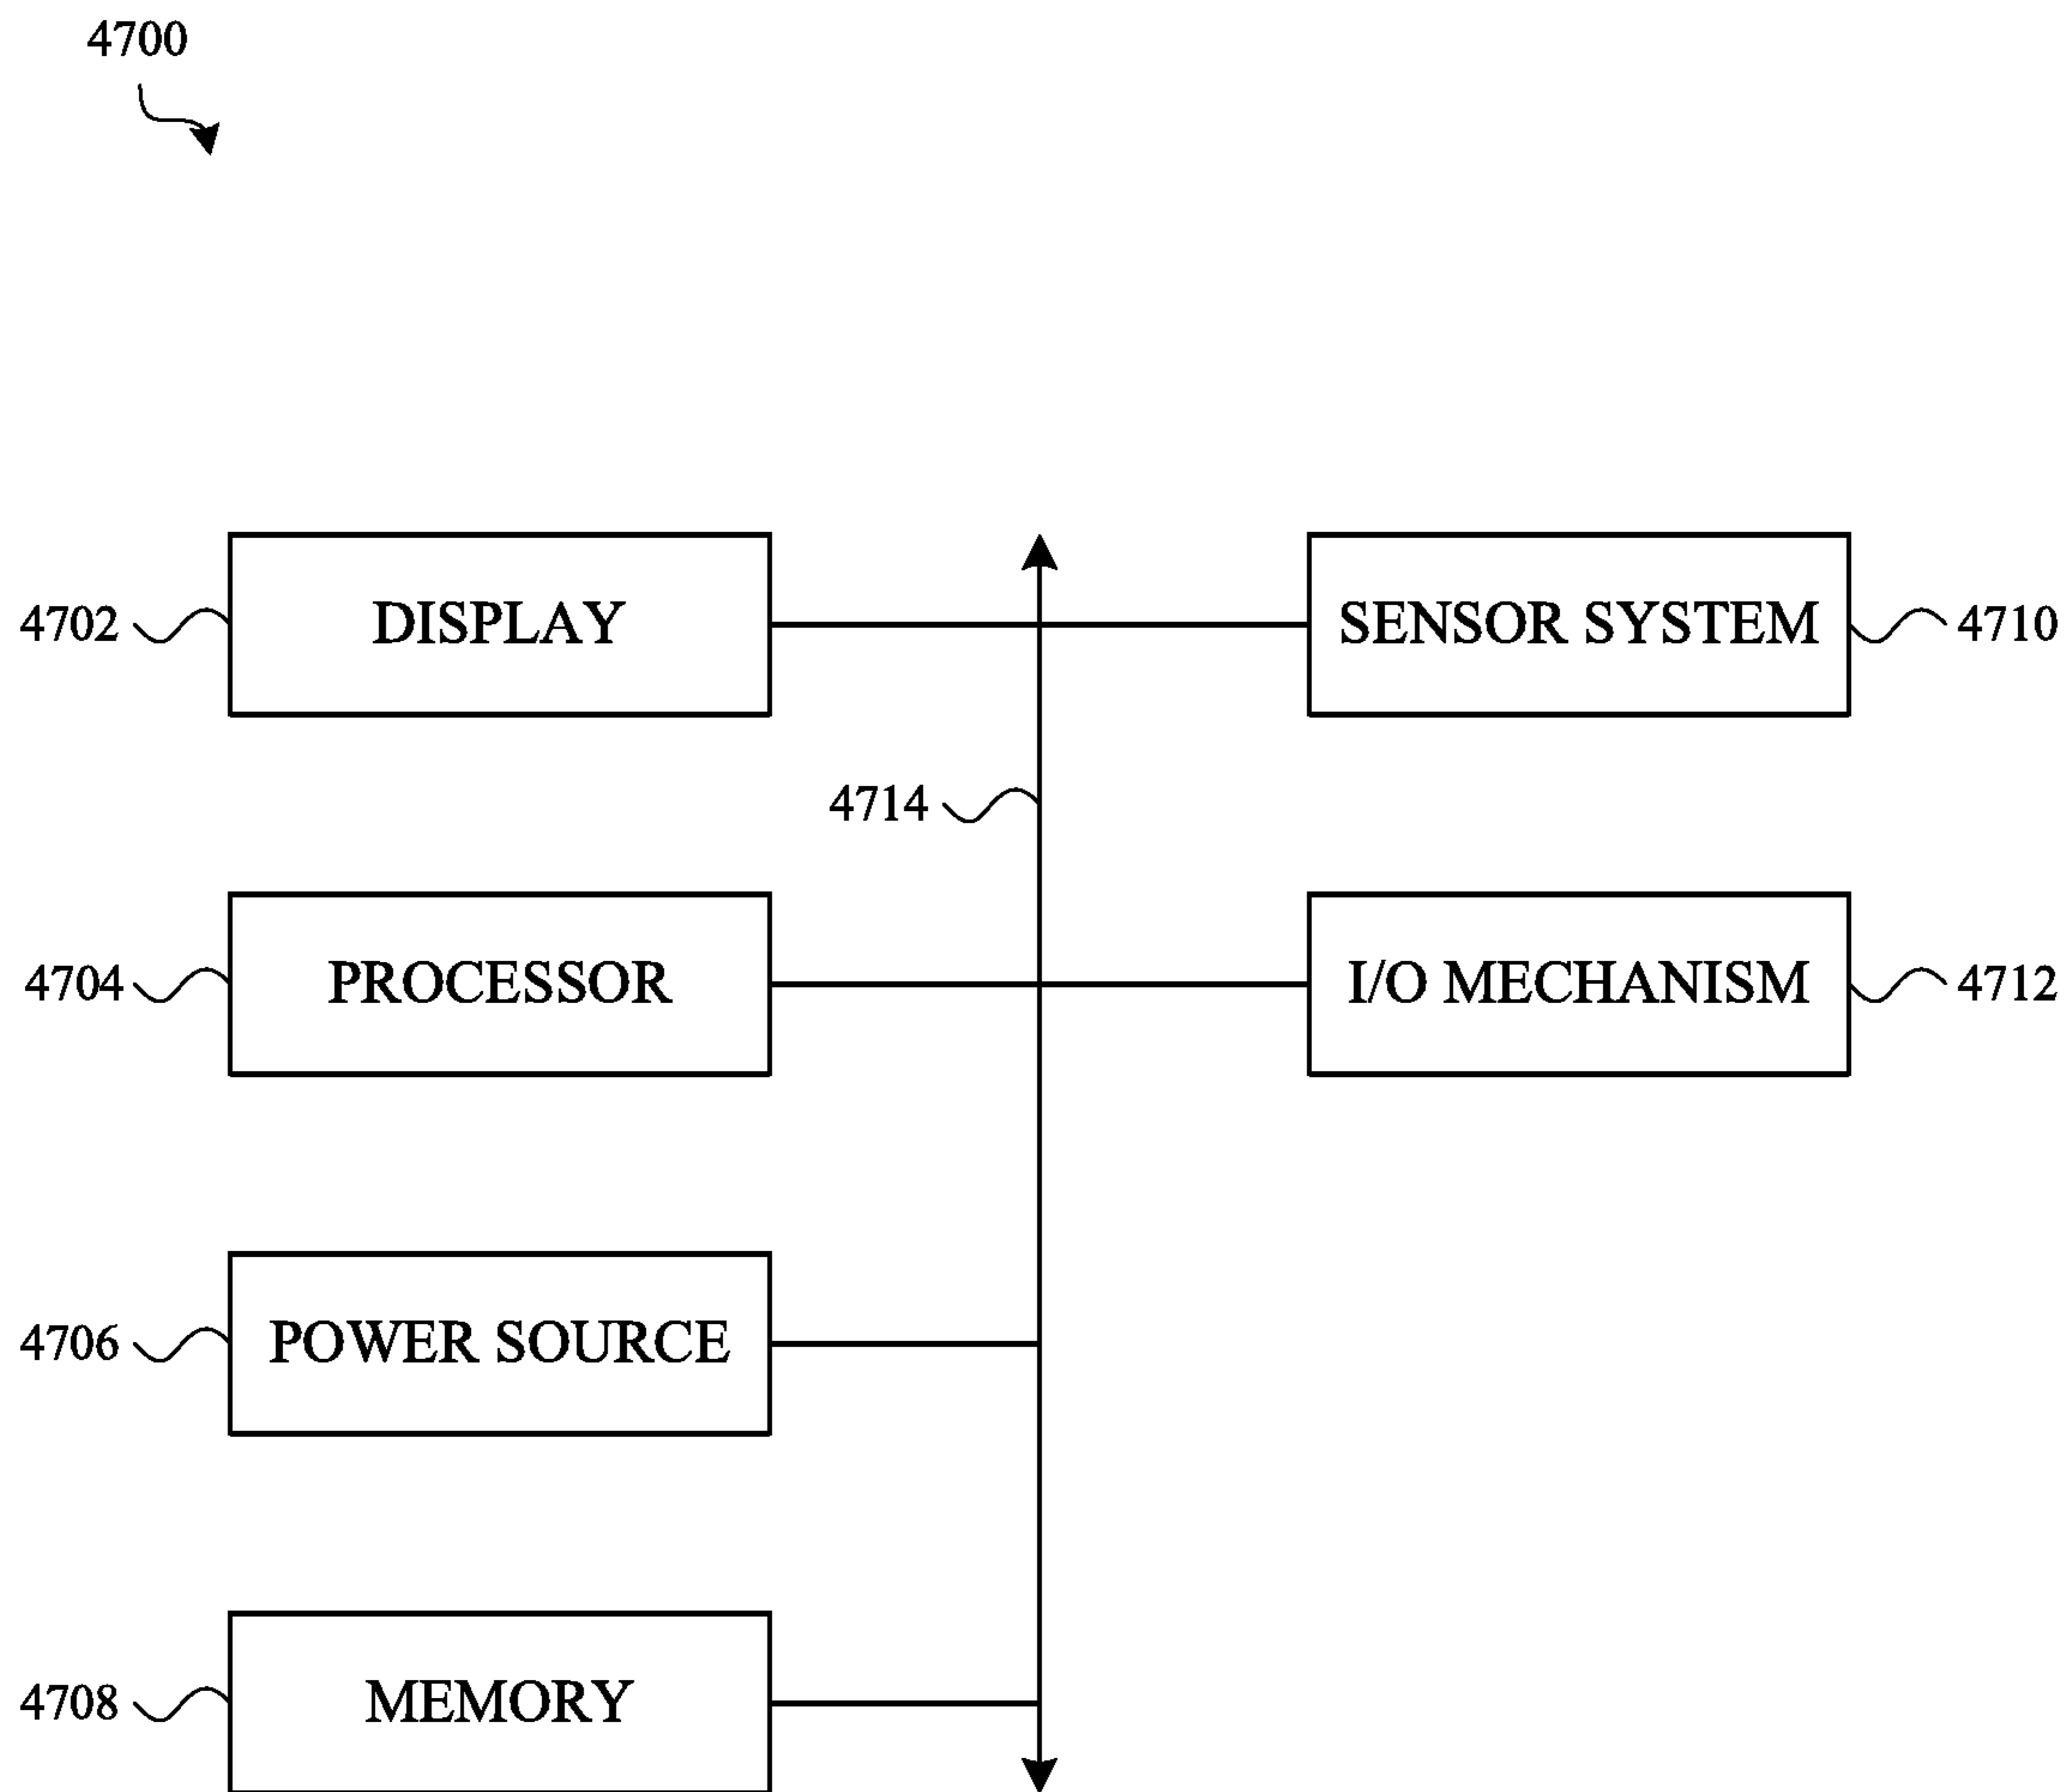 4700
4702 DISPLAY SENSOR SYSTEM 4710
4714
4704 PROCESSOR I/O MECHANISM 4712
4706 POWER SOURCE
4708 MEMORY